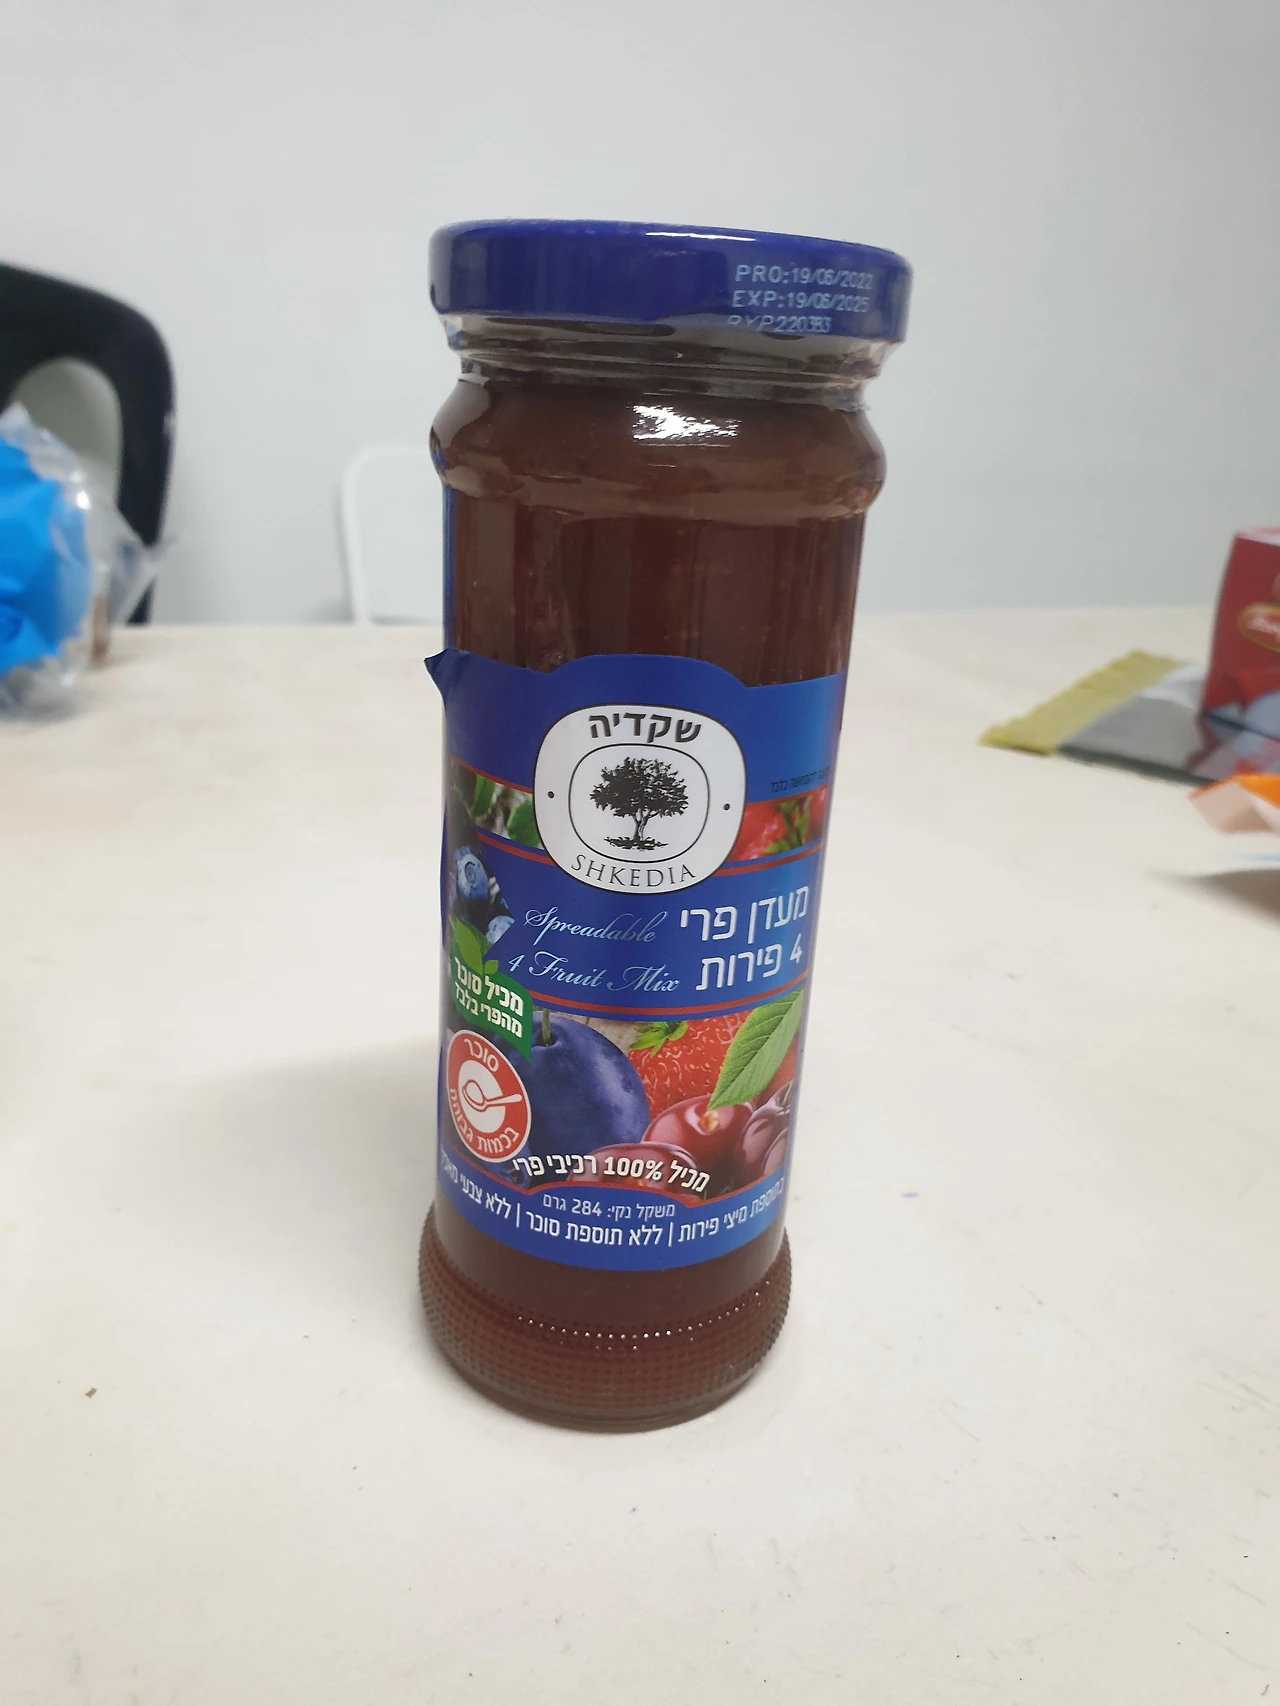 PRO:19/06/2022
EXP:19/06/2025
שקדיה
SHKEDIA
להמחשה בלבד
מעדן פרי
4 פירות
Spreadable
4 Fruit Mix
מכיל סוכר
מהפרי בלבד
סוכר
בכמות גבוהה
מכיל 100% רכיבי פרי
משקל נקי: 284 גרם
בתוספת מיצי פירות | ללא תוספת סוכר | ללא צבעי מאכל